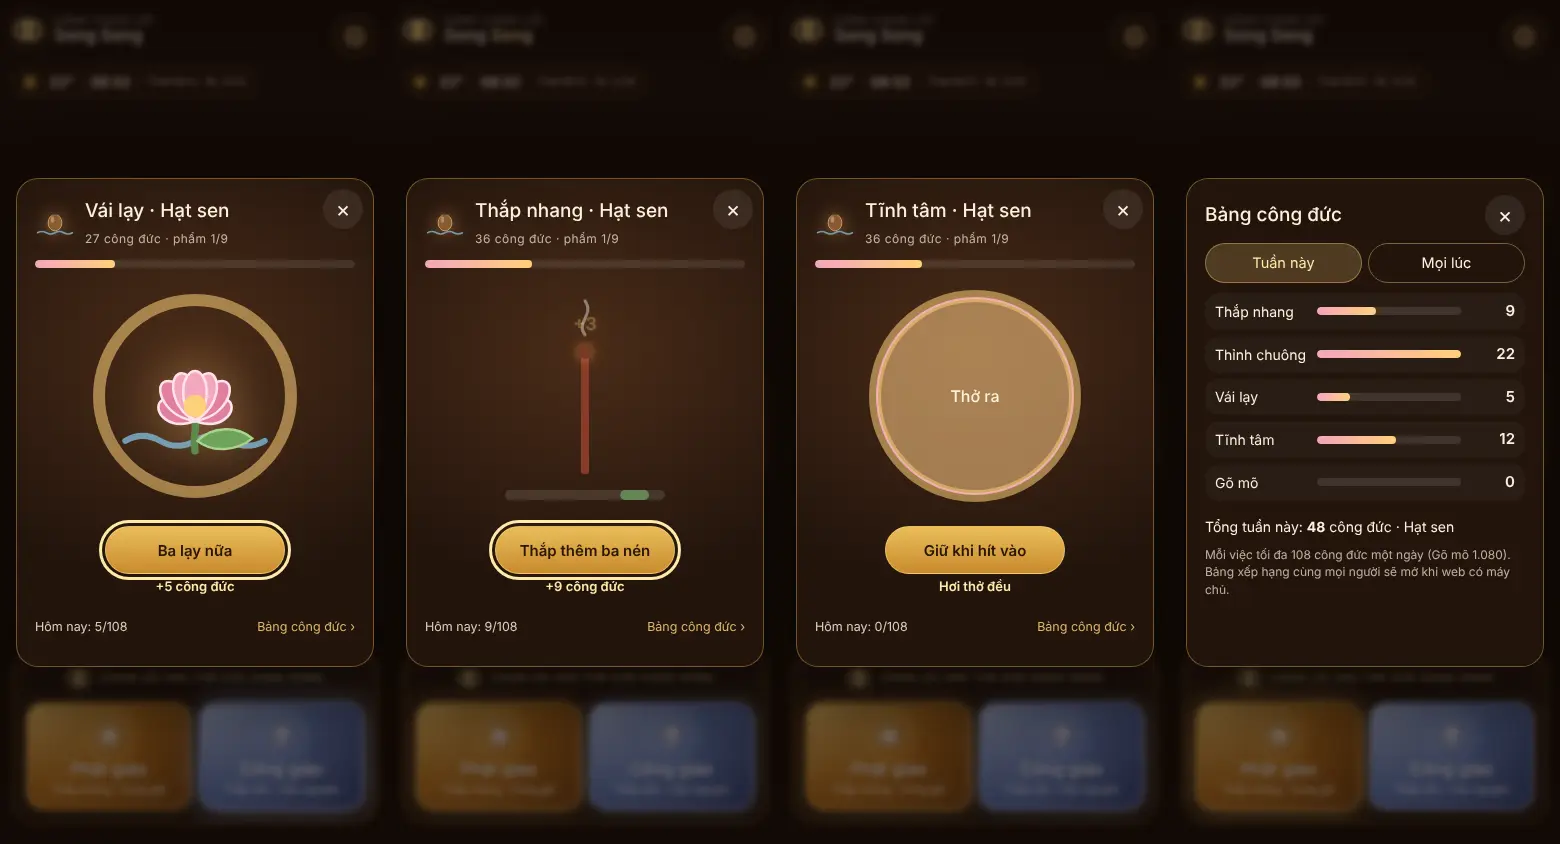 Vái lạy · Hạt sen
27 công đức · phẩm 1/9
Ba lạy nữa
+5 công đức
Hôm nay: 5/108
Bảng công đức ›
Thắp nhang · Hạt sen
36 công đức · phẩm 1/9
+3
Thắp thêm ba nén
+9 công đức
Hôm nay: 9/108
Bảng công đức ›
Tĩnh tâm · Hạt sen
36 công đức · phẩm 1/9
Thở ra
Giữ khi hít vào
Hơi thở đều
Hôm nay: 0/108
Bảng công đức ›
Bảng công đức
Tuần này
Mọi lúc
Thắp nhang 9
Thỉnh chuông 22
Vái lạy 5
Tĩnh tâm 12
Gõ mõ 0
Tổng tuần này: 48 công đức · Hạt sen
Mỗi việc tối đa 108 công đức một ngày (Gõ mõ 1.080).
Bảng xếp hạng cùng mọi người sẽ mở khi web có máy
chủ.